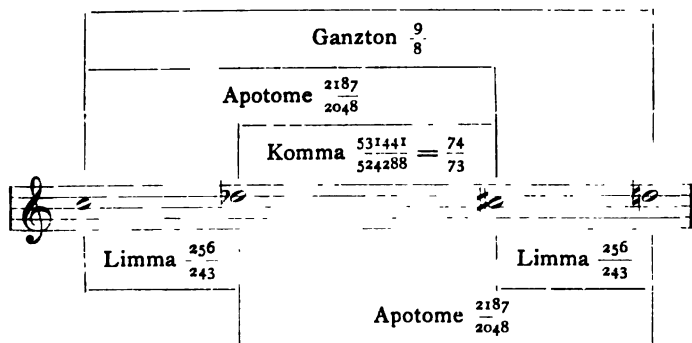 Ganzton 9/8
Apotome 2187/2048
Komma 531441/524288 = 74/73
Limma 256/243 Limma 256/243
Apotome 2187/2048